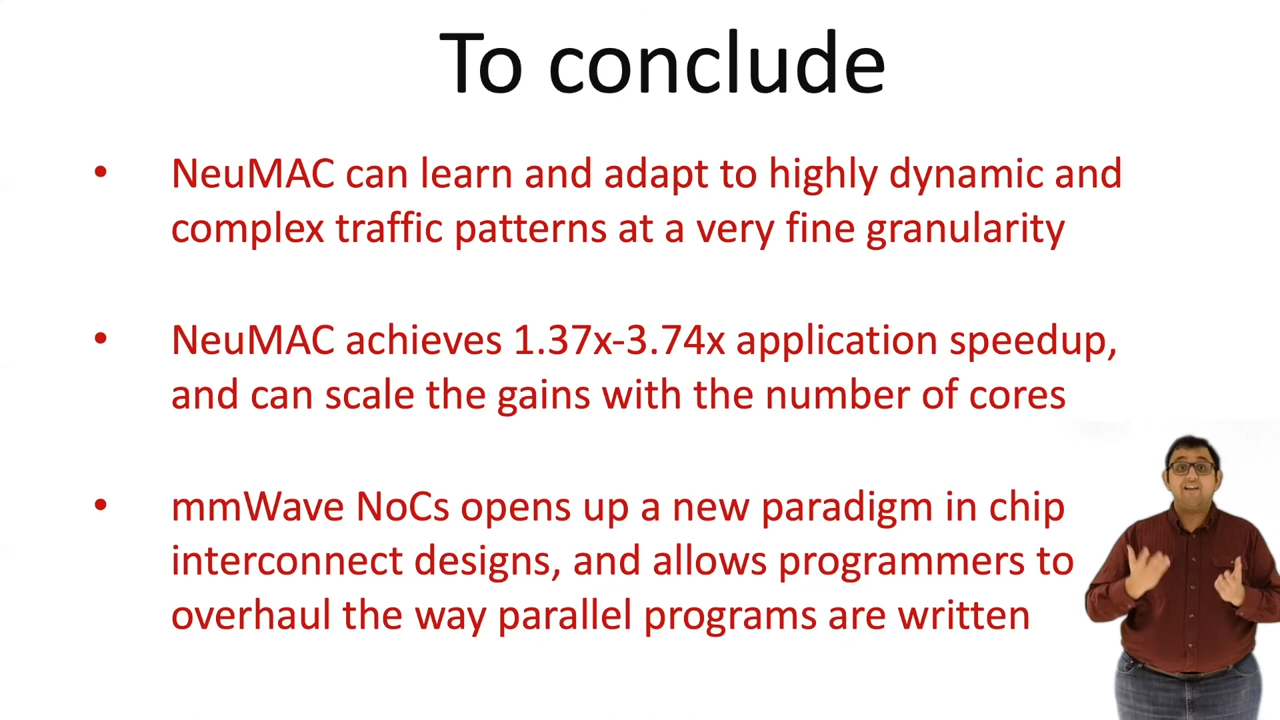 To conclude
• NeuMAC can learn and adapt to highly dynamic and
complex traffic patterns at a very fine granularity
• NeuMAC achieves 1.37x-3.74x application speedup,
and can scale the gains with the number of cores
• mmWave NoCs opens up a new paradigm in chip
interconnect designs, and allows programmers to
overhaul the way parallel programs are written